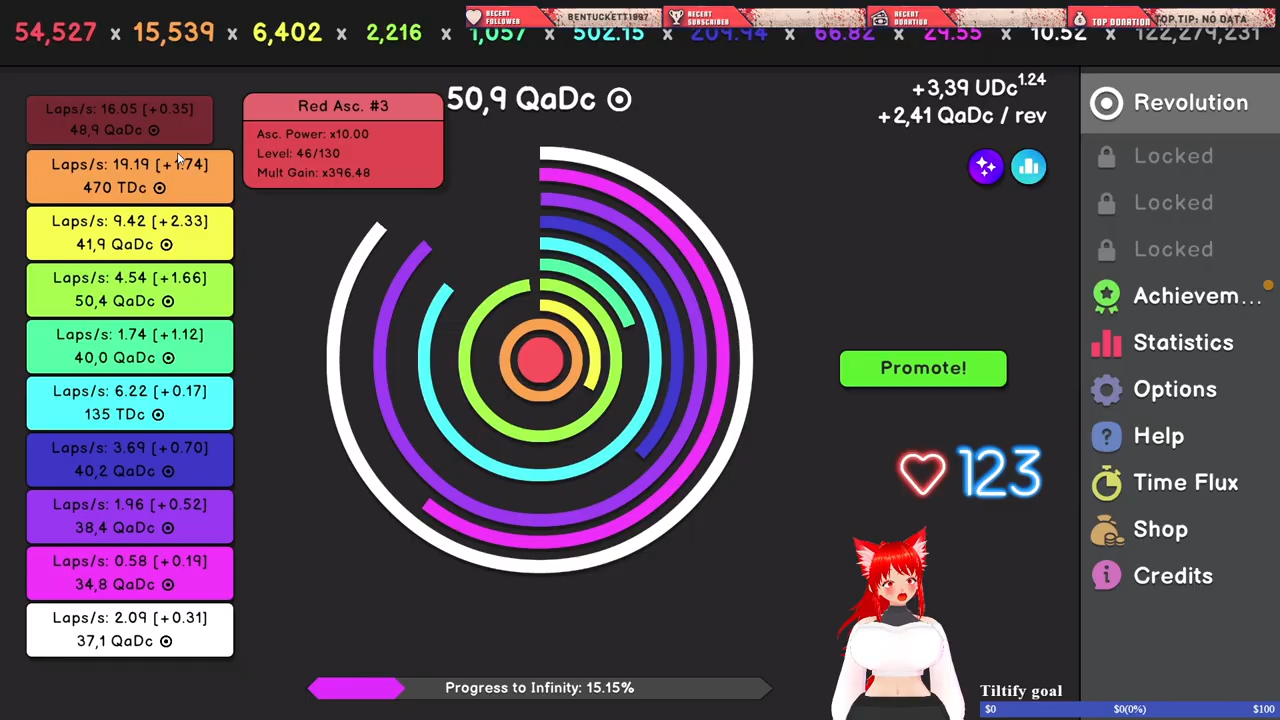 RECENT FOLLOWER
BENTUCKETT1997
RECENT SUBSCRIBER
RECENT DONATION
TOP DONATION
TOP TIP: NO DATA
54,527 x 15,539 x 6,402 x 2,216 x 1,057 x 502.15 x 209.94 x 66.82 x 29.55 x 10.52 x 122,279,231
Laps/s: 16.05 [+0.35]
48,9 QaDc
Laps/s: 19.19 [+1.74]
470 TDc
Laps/s: 9.42 [+2.33]
41,9 QaDc
Laps/s: 4.54 [+1.66]
50,4 QaDc
Laps/s: 1.74 [+1.12]
40,0 QaDc
Laps/s: 6.22 [+0.17]
135 TDc
Laps/s: 3.69 [+0.70]
40,2 QaDc
Laps/s: 1.96 [+0.52]
38,4 QaDc
Laps/s: 0.58 [+0.19]
34,8 QaDc
Laps/s: 2.09 [+0.31]
37,1 QaDc
Red Asc. #3
Asc. Power: x10.00
Level: 46/130
Mult Gain: x396.48
50,9 QaDc
+3,39 UDc^1.24
+2,41 QaDc / rev
Promote!
123
Progress to Infinity: 15.15%
Revolution
Locked
Locked
Locked
Achievem...
Statistics
Options
Help
Time Flux
Shop
Credits
Tiltify goal
$0
$0(0%)
$100